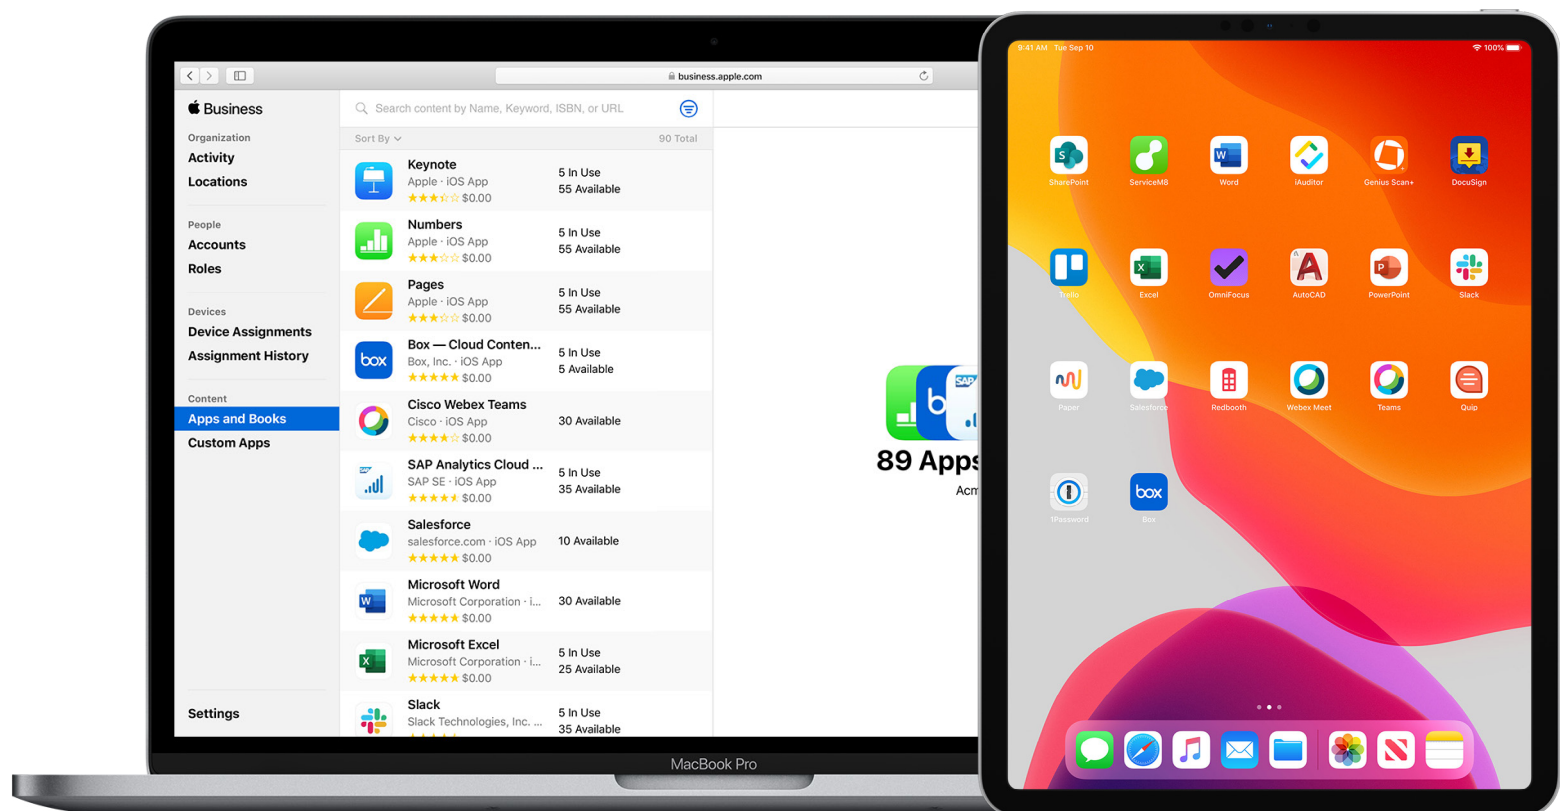 business.apple.com
Business
Search content by Name, Keyword, ISBN, or URL
Organization
Activity
Locations
People
Accounts
Roles
Devices
Device Assignments
Assignment History
Content
Apps and Books
Custom Apps
Settings
Sort By
90 Total
Keynote
Apple · iOS App
$0.00
5 In Use
55 Available
Numbers
Apple · iOS App
$0.00
5 In Use
55 Available
Pages
Apple · iOS App
$0.00
5 In Use
55 Available
box
Box — Cloud Conten...
Box, Inc. · iOS App
$0.00
5 In Use
5 Available
Cisco Webex Teams
Cisco · iOS App
$0.00
30 Available
SAP
SAP Analytics Cloud ...
SAP SE · iOS App
$0.00
5 In Use
35 Available
Salesforce
salesforce.com · iOS App
$0.00
10 Available
W
Microsoft Word
Microsoft Corporation · i...
$0.00
30 Available
X
Microsoft Excel
Microsoft Corporation · i...
$0.00
5 In Use
25 Available
Slack
Slack Technologies, Inc. ...
5 In Use
35 Available
b
SAP
89 Apps
Acm
MacBook Pro
9:41 AM Tue Sep 10
100%
S
W
SharePoint
ServiceM8
Word
iAuditor
Genius Scan+
DocuSign
X
A
P
Trello
Excel
OmniFocus
AutoCAD
PowerPoint
Slack
Paper
Salesforce
Redbooth
Webex Meet
Teams
Quip
box
1Password
Box